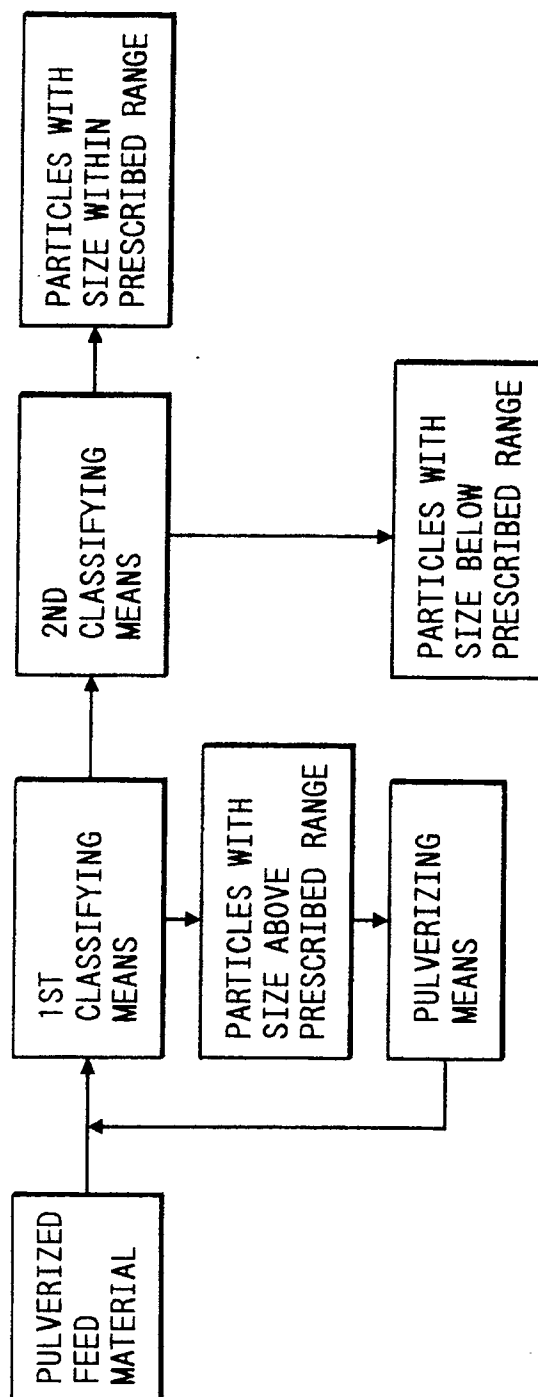 PULVERIZED
FEED
MATERIAL
1ST
CLASSIFYING
MEANS
PARTICLES WITH
SIZE ABOVE
PRESCRIBED RANGE
PULVERIZING
MEANS
2ND
CLASSIFYING
MEANS
PARTICLES WITH
SIZE BELOW
PRESCRIBED RANGE
PARTICLES WITH
SIZE WITHIN
PRESCRIBED RANGE